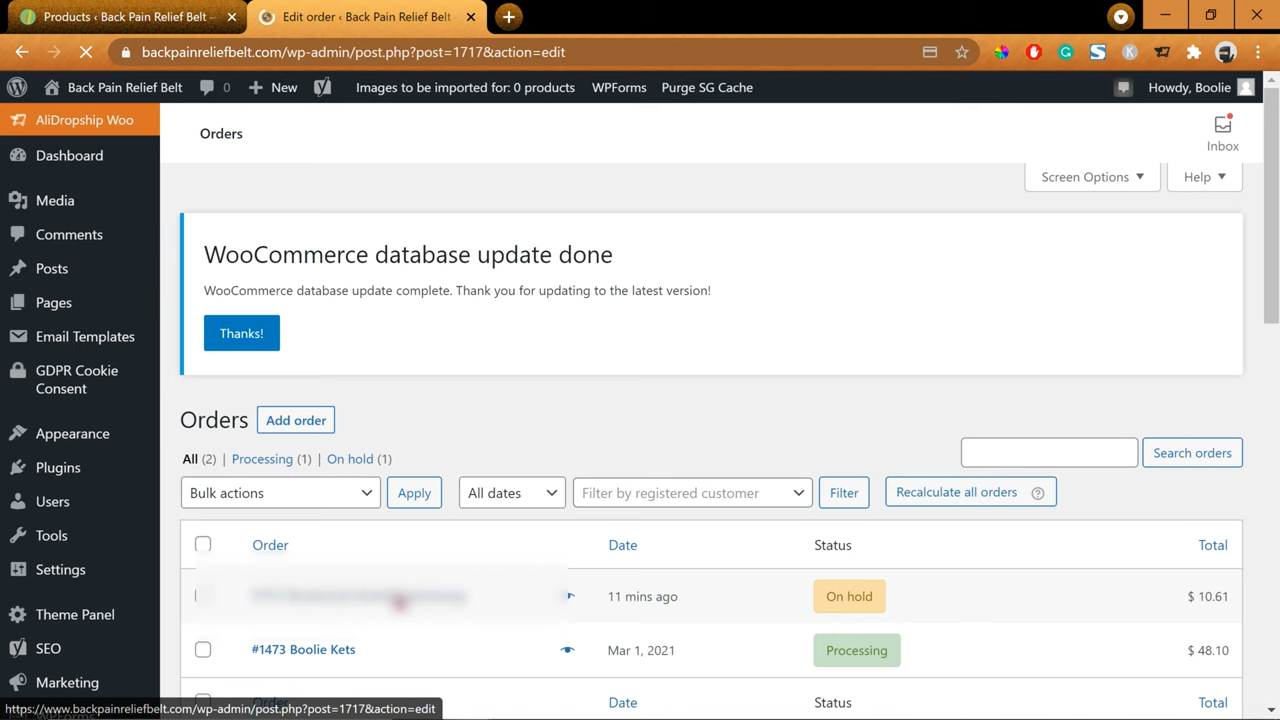 Products ‹ Back Pain Relief Belt –
Edit order ‹ Back Pain Relief Belt -
backpainreliefbelt.com/wp-admin/post.php?post=1717&action=edit
Back Pain Relief Belt
0
New
Images to be imported for: 0 products
WPForms
Purge SG Cache
Howdy, Boolie
AliDropship Woo
Dashboard
Media
Comments
Posts
Pages
Email Templates
GDPR Cookie
Consent
Appearance
Plugins
Users
Tools
Settings
Theme Panel
SEO
Marketing
WPForms
Orders
Inbox
Screen Options
Help
WooCommerce database update done
WooCommerce database update complete. Thank you for updating to the latest version!
Thanks!
Orders
Add order
All (2) | Processing (1) | On hold (1)
Search orders
Bulk actions
Apply
All dates
Filter by registered customer
Filter
Recalculate all orders ?
Order
Date
Status
Total
11 mins ago
On hold
$ 10.61
#1473 Boolie Kets
Mar 1, 2021
Processing
$ 48.10
Order
Date
Status
Total
https://www.backpainreliefbelt.com/wp-admin/post.php?post=1717&action=edit